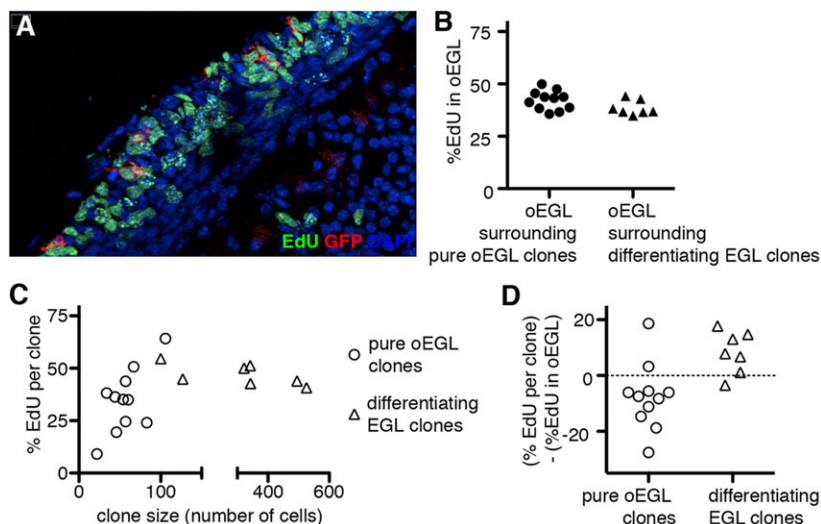 A
EdU GFP DAPI
B
%EdU in oEGL
75
50
25
0
oEGL
surrounding
pure oEGL clones
oEGL
surrounding
differentiating EGL clones
C
% EdU per clone
75
50
25
0
0
100
400
600
clone size (number of cells)
pure oEGL
clones
differentiating
EGL clones
D
(% EdU per clone)
- (%EdU in oEGL)
20
0
-20
pure oEGL
clones
differentiating
EGL clones